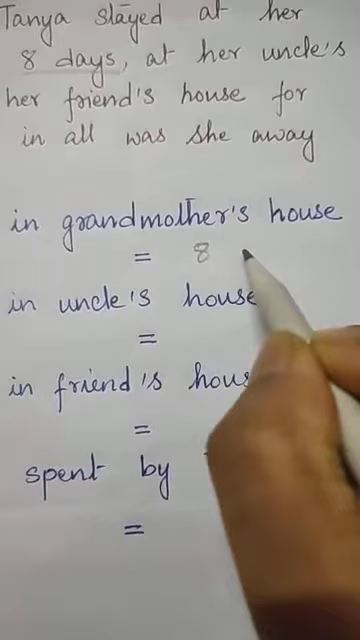 Tanya stayed at her
8 days, at her uncle's
her friend's house for
in all was she away
in grandmother's house
= 8
in uncle's house
=
in friend's hous
=
spent by
=